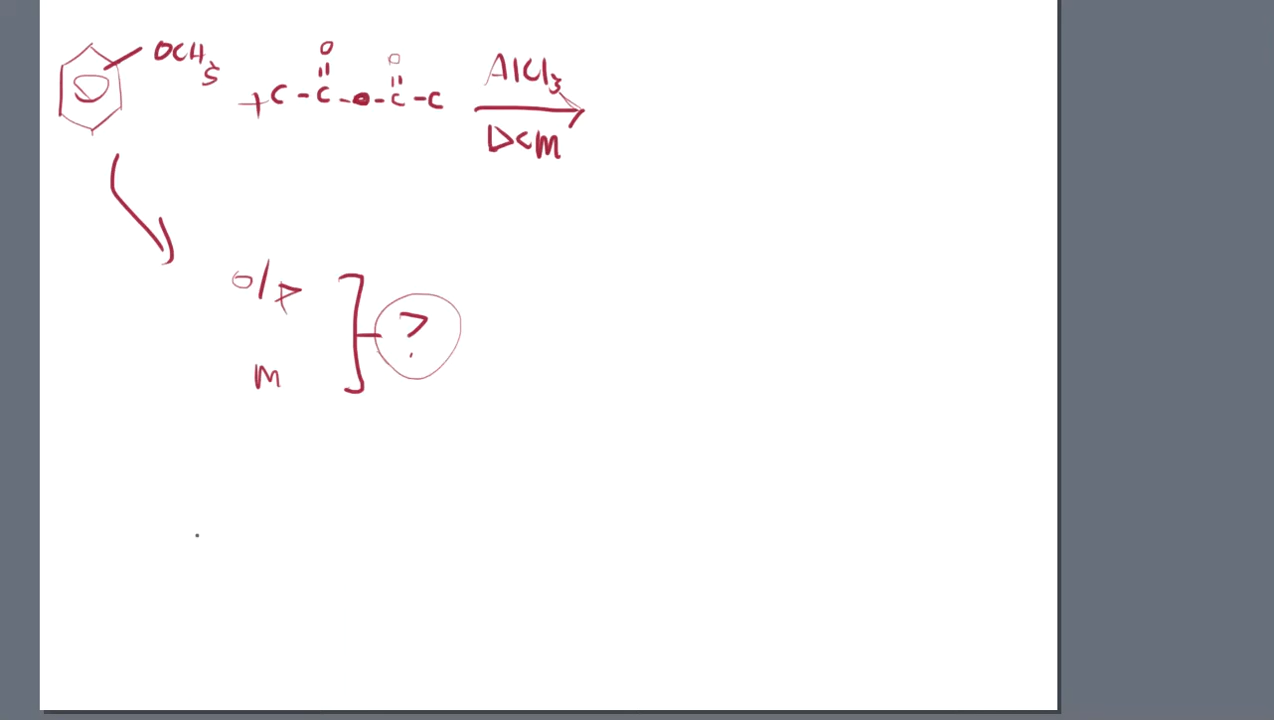 OCH3
O O
+ C - C - O - C - C
AlCl3
DCM
o/p
m
?